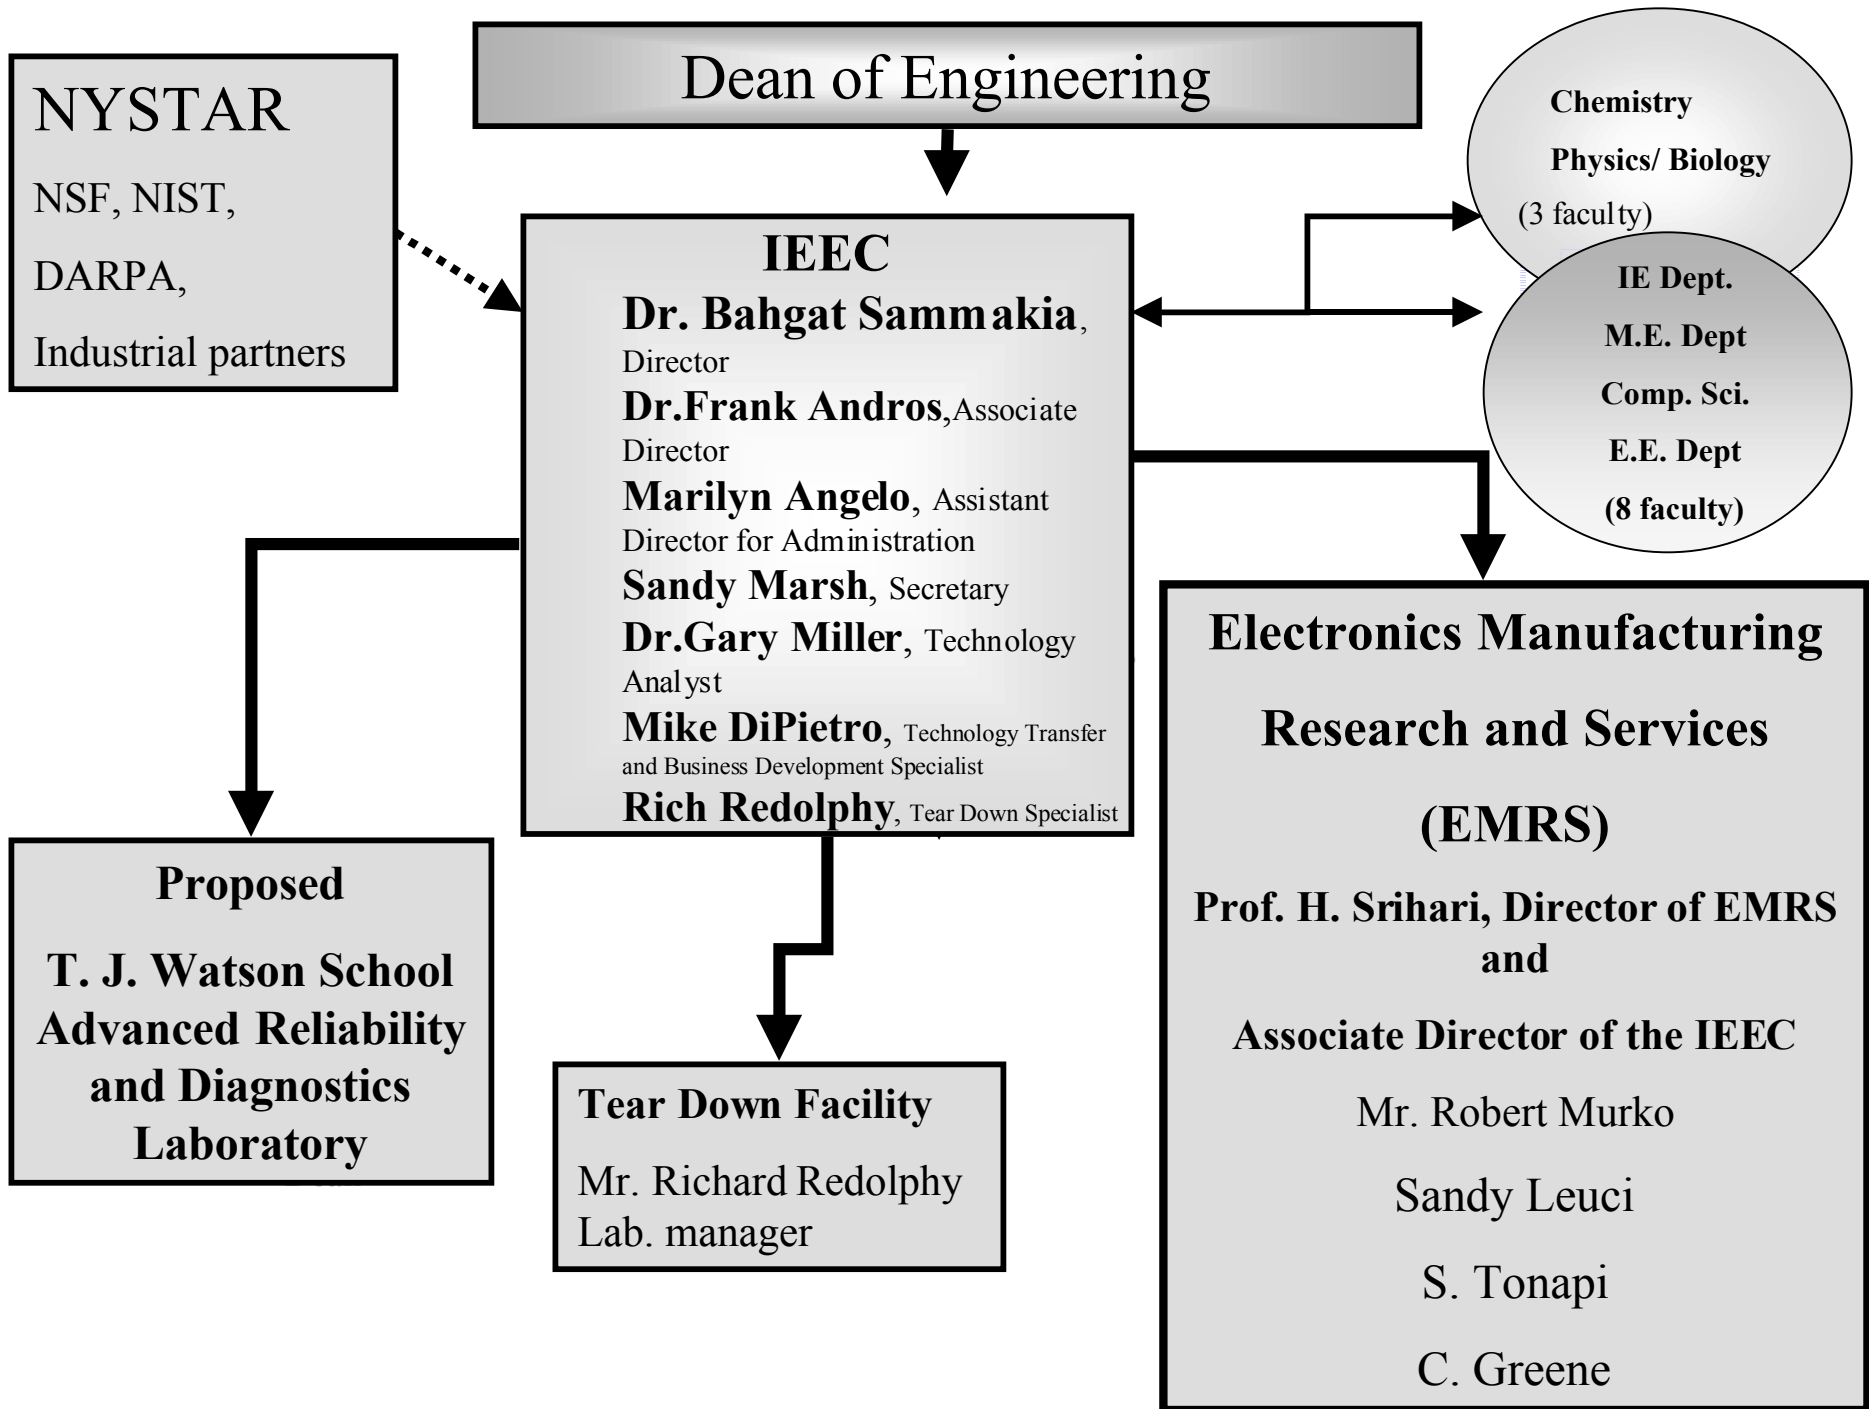 Dean of Engineering
NYSTAR
NSF, NIST,
DARPA,
Industrial partners
Chemistry
Physics/ Biology
(3 faculty)
IE Dept.
M.E. Dept
Comp. Sci.
E.E. Dept
(8 faculty)
IEEC
Dr. Bahgat Sammakia,
Director
Dr.Frank Andros,Associate
Director
Marilyn Angelo, Assistant
Director for Administration
Sandy Marsh, Secretary
Dr.Gary Miller, Technology
Analyst
Mike DiPietro, Technology Transfer
and Business Development Specialist
Rich Redolphy, Tear Down Specialist
Proposed
T. J. Watson School
Advanced Reliability
and Diagnostics
Laboratory
Tear Down Facility
Mr. Richard Redolphy
Lab. manager
Electronics Manufacturing
Research and Services
(EMRS)
Prof. H. Srihari, Director of EMRS
and
Associate Director of the IEEC
Mr. Robert Murko
Sandy Leuci
S. Tonapi
C. Greene